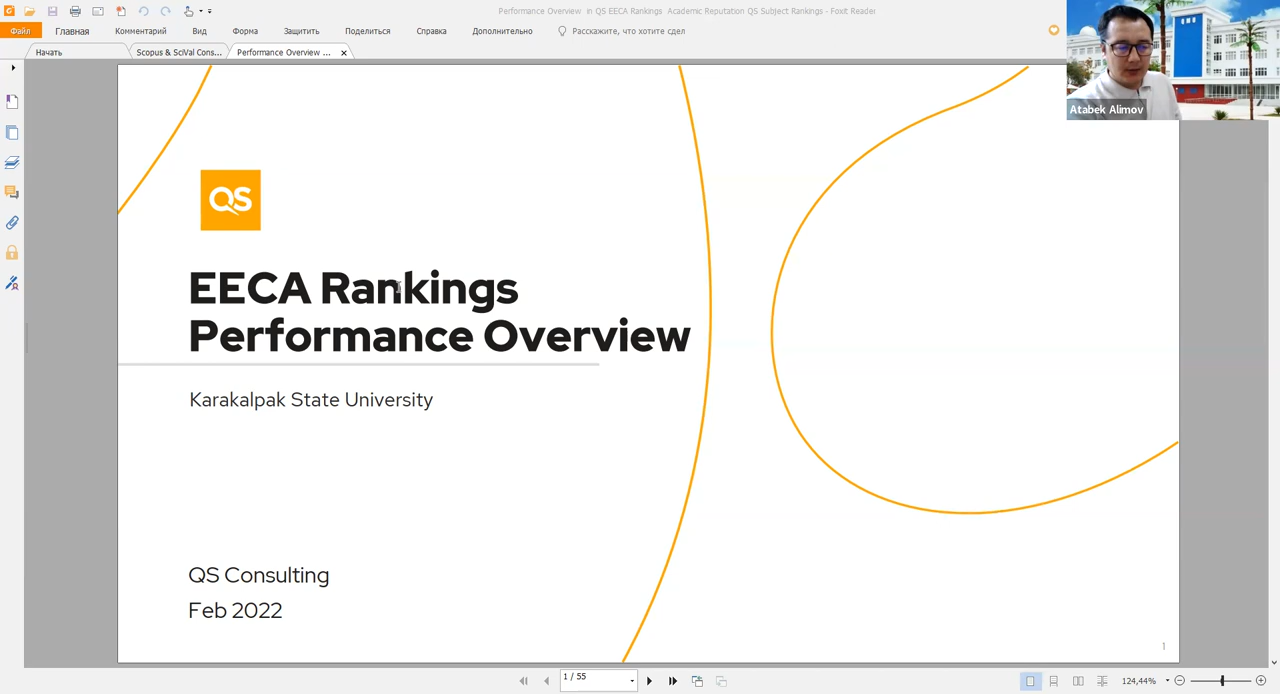 Performance Overview in QS EECA Rankings Academic Reputation QS Subject Rankings - Foxit Reader
Файл Главная Комментарий Вид Форма Защитить Поделиться Справка Дополнительно Расскажите, что хотите сдел
Начать Scopus & SciVal Cons... Performance Overview ...
Atabek Alimov
QS
EECA Rankings
Performance Overview
Karakalpak State University
QS Consulting
Feb 2022
1
1 / 55
124,44%